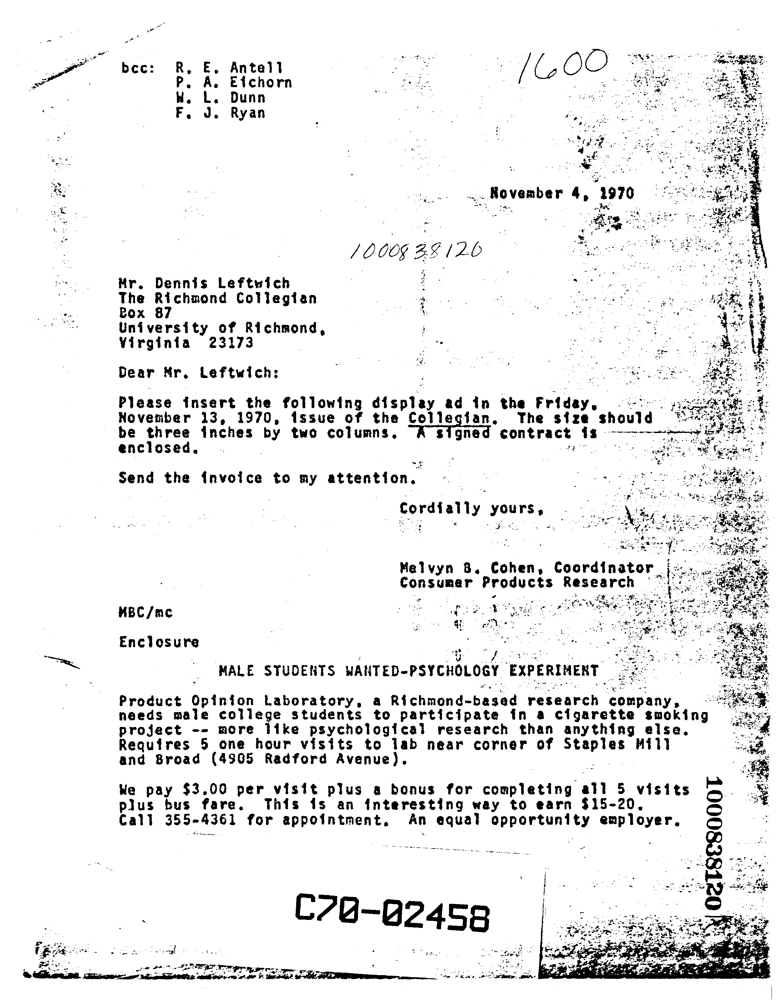 bcc: R. E. Antell
P. A. Eichorn
W. L. Dunn
F. J. Ryan
1600
November 4, 1970
1000838120
Mr. Dennis Leftwich
The Richmond Collegian
Box 87
University of Richmond,
Virginia 23173
Dear Mr. Leftwich:
Please insert the following display ad in the Friday,
November 13, 1970, issue of the Collegian. The size should
be three inches by two columns. A signed contract is
enclosed.
Send the invoice to my attention.
Cordially yours,
Melvyn B. Cohen, Coordinator
Consumer Products Research
MBC/mc
Enclosure
MALE STUDENTS WANTED-PSYCHOLOGY EXPERIMENT
Product Opinion Laboratory, a Richmond-based research company,
needs male college students to participate in a cigarette smoking
project -- more like psychological research than anything else.
Requires 5 one hour visits to lab near corner of Staples Mill
and Broad (4905 Radford Avenue).
We pay $3.00 per visit plus a bonus for completing all 5 visits
plus bus fare. This is an interesting way to earn $15-20.
Call 355-4361 for appointment. An equal opportunity employer.
1000838120
C70-02458